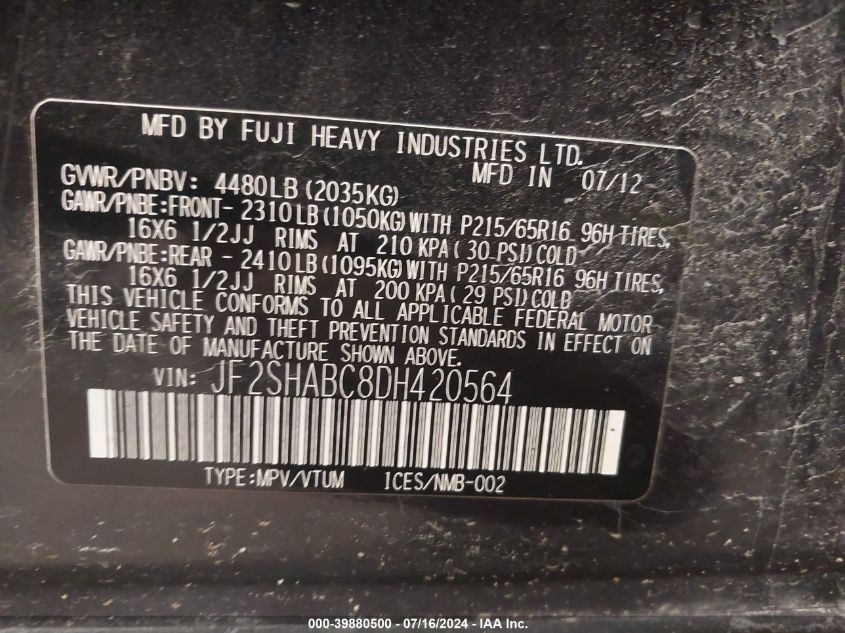 MFD BY FUJI HEAVY INDUSTRIES LTD.
MFD IN 07/12
GVWR/PNBV: 4480LB (2035KG)
GAWR/PNBE:FRONT- 2310LB(1050KG)WITH P215/65R16 96H TIRES,
16X6 1/2JJ RIMS AT 210 KPA( 30 PSI)COLD
GAWR/PNBE:REAR - 2410LB(1095KG)WITH P215/65R16 96H TIRES,
16X6 1/2JJ RIMS AT 200 KPA( 29 PSI)COLD
THIS VEHICLE CONFORMS TO ALL APPLICABLE FEDERAL MOTOR
VEHICLE SAFETY AND THEFT PREVENTION STANDARDS IN EFFECT ON
THE DATE OF MANUFACTURE SHOWN ABOVE.
VIN: JF2SHABC8DH420564
TYPE:MPV/VTUM ICES/NMB-002
000-39880500 - 07/16/2024 - IAA Inc.